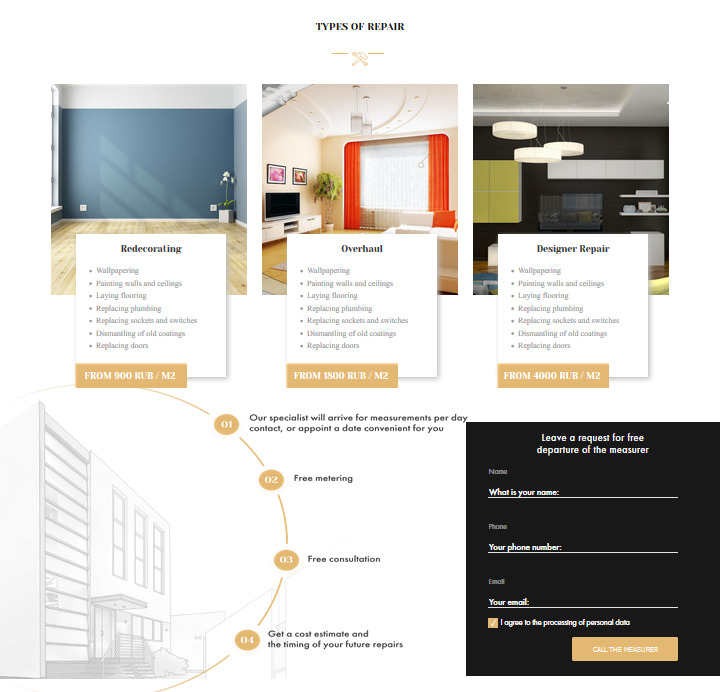 TYPES OF REPAIR
Redecorating
Wallpapering
Painting walls and ceilings
Laying flooring
Replacing plumbing
Replacing sockets and switches
Dismantling of old coatings
Replacing doors
FROM 900 RUB / M2
Overhaul
Wallpapering
Painting walls and ceilings
Laying flooring
Replacing plumbing
Replacing sockets and switches
Dismantling of old coatings
Replacing doors
FROM 1800 RUB / M2
Designer Repair
Wallpapering
Painting walls and ceilings
Laying flooring
Replacing plumbing
Replacing sockets and switches
Dismantling of old coatings
Replacing doors
FROM 4000 RUB / M2
01
Our specialist will arrive for measurements per day
contact, or appoint a date convenient for you
02
Free metering
03
Free consultation
04
Get a cost estimate and
the timing of your future repairs
Leave a request for free
departure of the measurer
Name
What is your name:
Phone
Your phone number:
Email
Your email:
I agree to the processing of personal data
CALL THE MEASURER